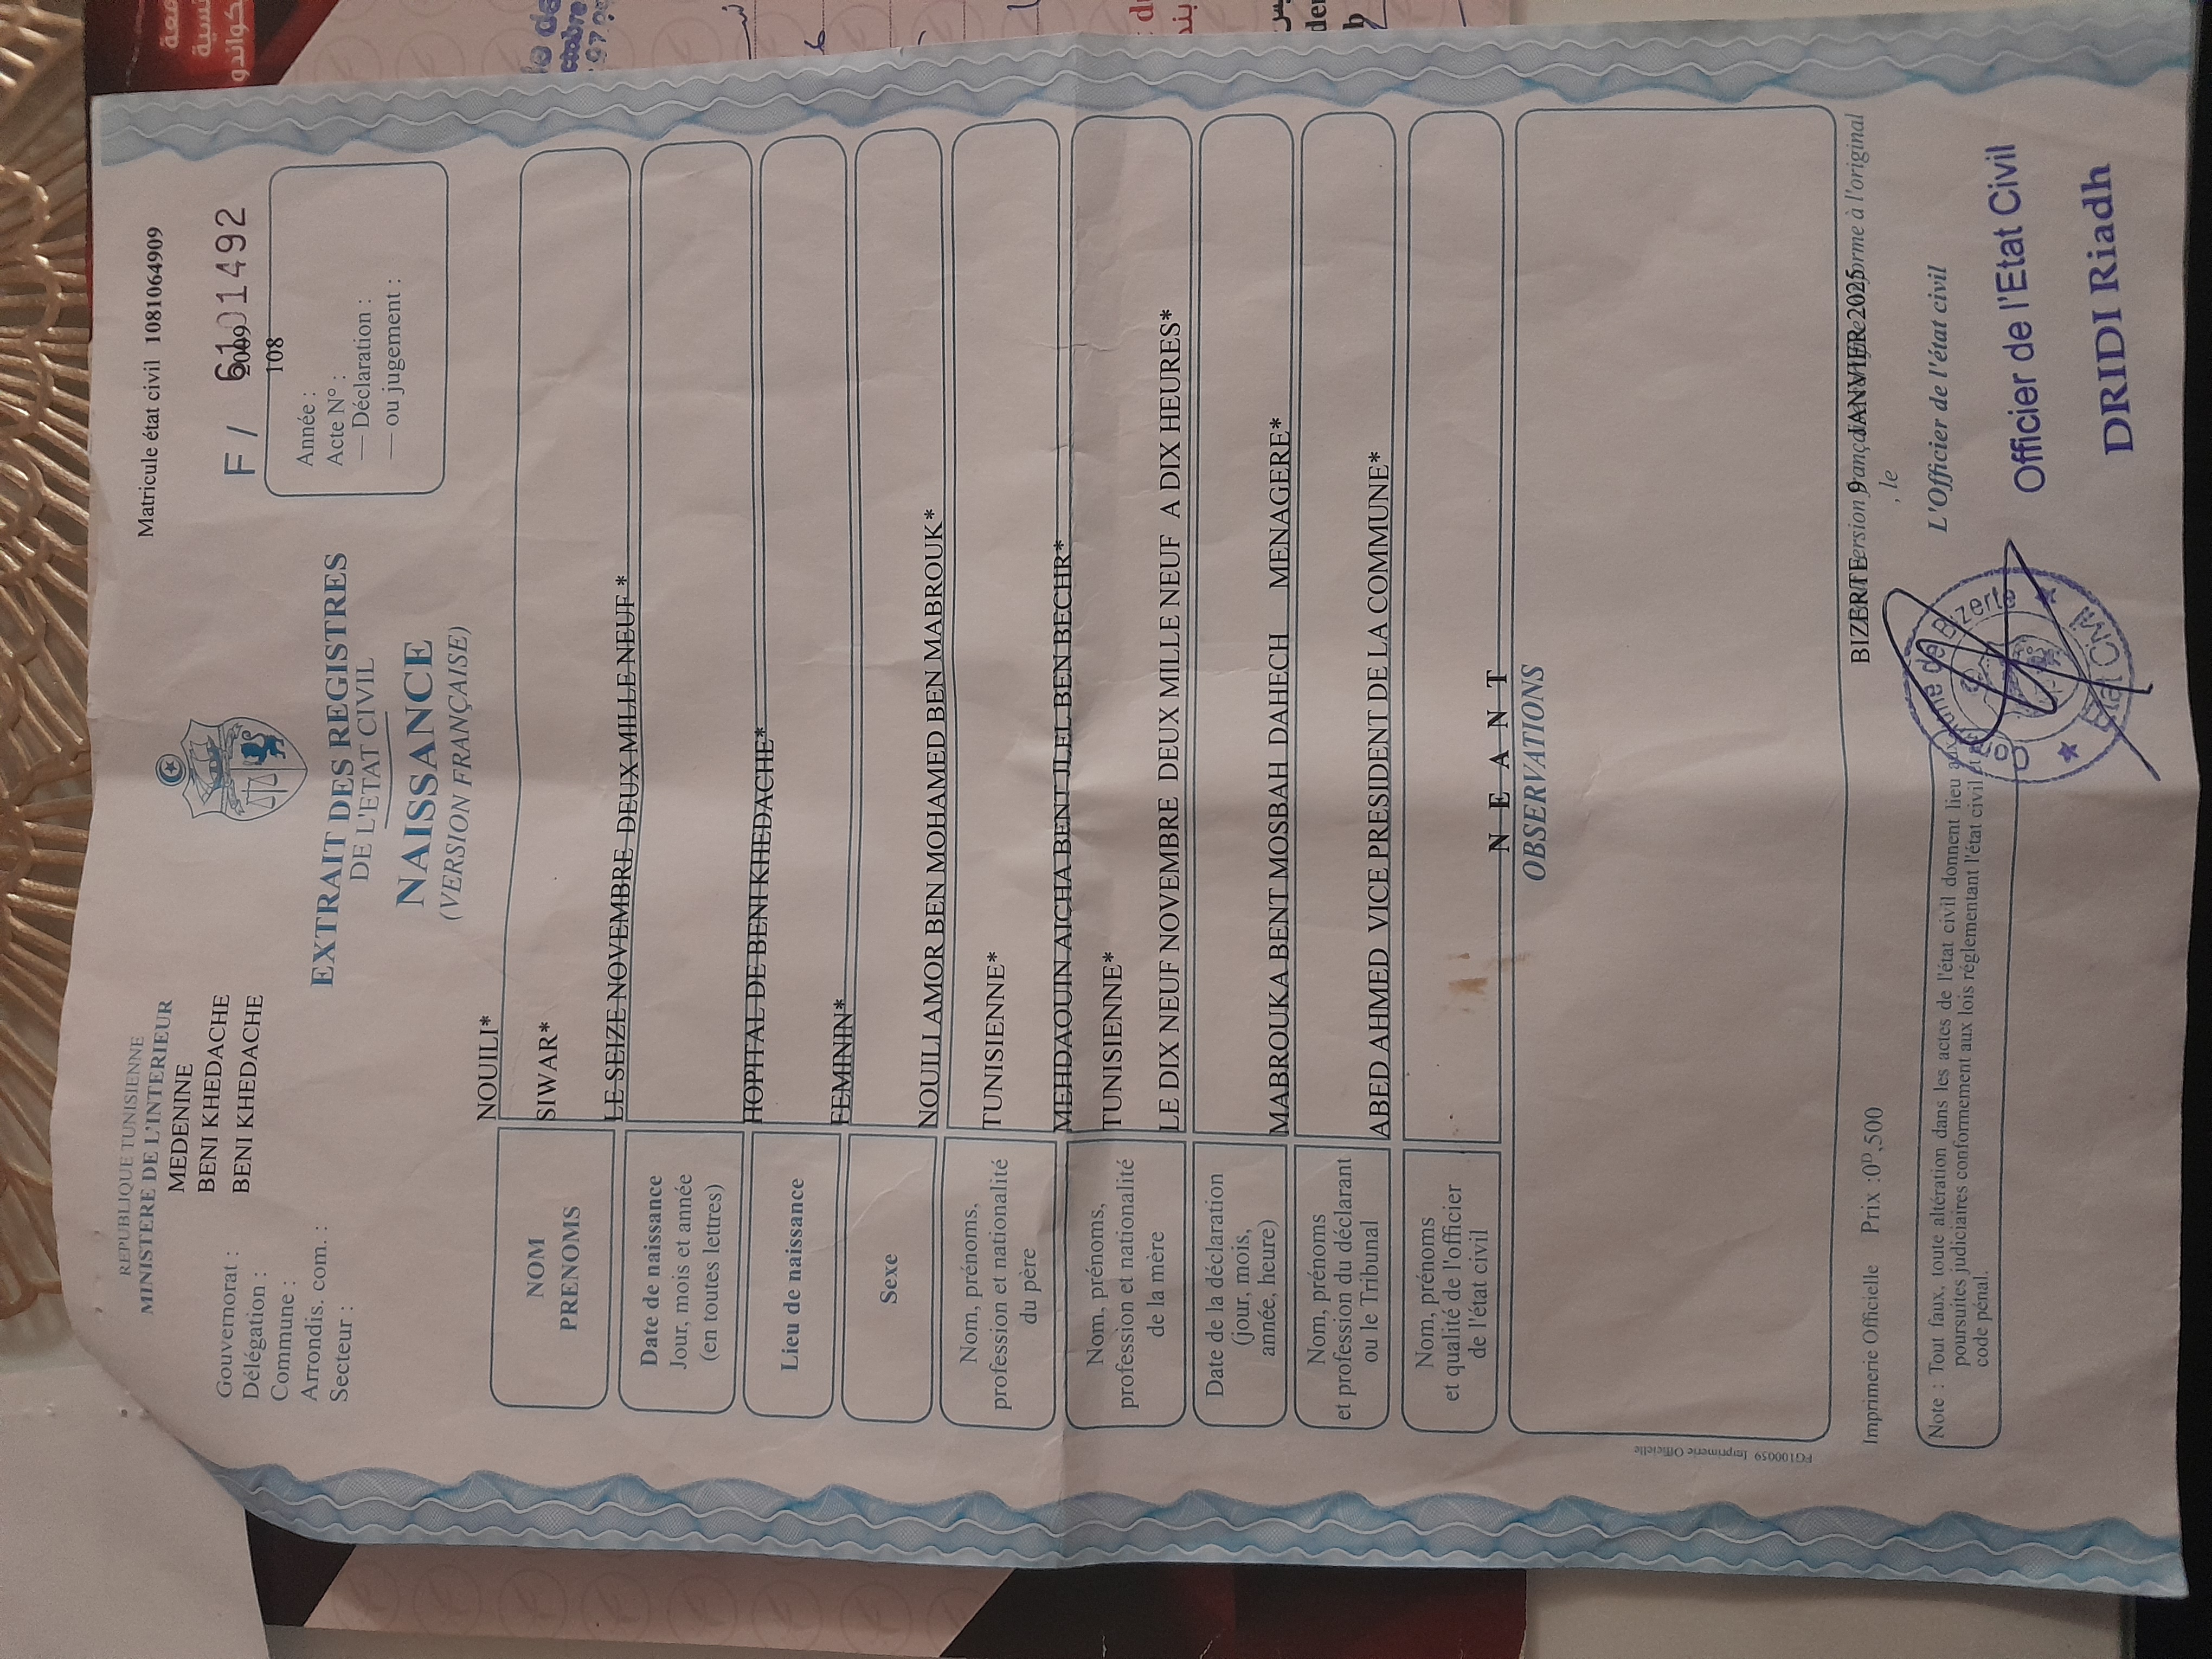 REPUBLIQUE TUNISIENNE
MINISTERE DE L'INTERIEUR
MEDENINE
BENI KHEDACHE
BENI KHEDACHE
Gouvernorat :
Délégation :
Commune :
Arrondis. com. :
Secteur :
Matricule état civil 1081064909
F / 6101492
2009
108
Année :
Acte N° :
— Déclaration :
— ou jugement :
EXTRAIT DES REGISTRES
DE L'ETAT CIVIL
NAISSANCE
(VERSION FRANÇAISE)
NOUILI*
NOM
PRENOMS
SIWAR*
LE SEIZE NOVEMBRE DEUX MILLE NEUF *
Date de naissance
Jour, mois et année
(en toutes lettres)
HOPITAL DE BENI KHEDACHE*
Lieu de naissance
FEMININ*
Sexe
NOUILI AMOR BEN MOHAMED BEN MABROUK*
Nom, prénoms,
profession et nationalité
du père
TUNISIENNE*
MEHDAOUIN AICHA BENT JLEL BEN BECHR*
Nom, prénoms,
profession et nationalité
de la mère
TUNISIENNE*
LE DIX NEUF NOVEMBRE DEUX MILLE NEUF A DIX HEURES*
Date de la déclaration
(jour, mois,
année, heure)
MABROUKA BENT MOSBAH DAHECH MENAGERE*
Nom, prénoms
et profession du déclarant
ou le Tribunal
ABED AHMED VICE PRESIDENT DE LA COMMUNE*
Nom, prénoms
et qualité de l'officier
de l'état civil
N E A N T
OBSERVATIONS
FG100059 Imprimerie Officielle
Imprimerie Officielle Prix :0D,500
BIZERTE 9 JANVIER 2025
à l'original
, le
L'Officier de l'état civil
Note : Tout faux, toute altération dans les actes de l'état civil donnent lieu aux
poursuites judiciaires conformement aux lois réglementant l'état civil et
code pénal.
Bizerte
Etat Civil
Officier de l'Etat Civil
DRIDI Riadh